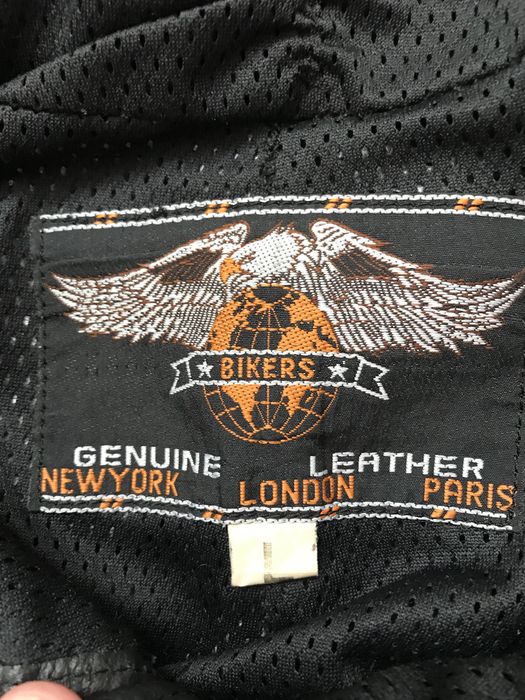 BIKERS
GENUINE LEATHER
NEWYORK LONDON PARIS
L